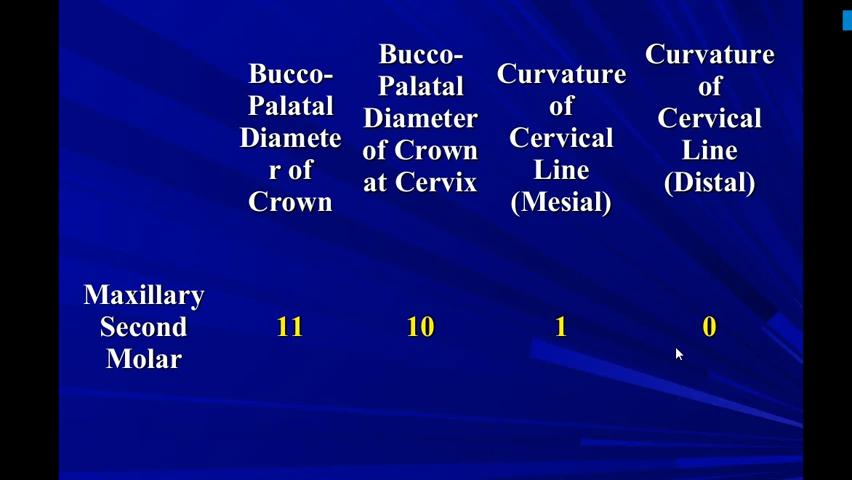 Bucco-
Palatal
Diamete
r of
Crown
Bucco-
Palatal
Diameter
of Crown
at Cervix
Curvature
of
Cervical
Line
(Mesial)
Curvature
of
Cervical
Line
(Distal)
Maxillary
Second
Molar
11
10
1
0